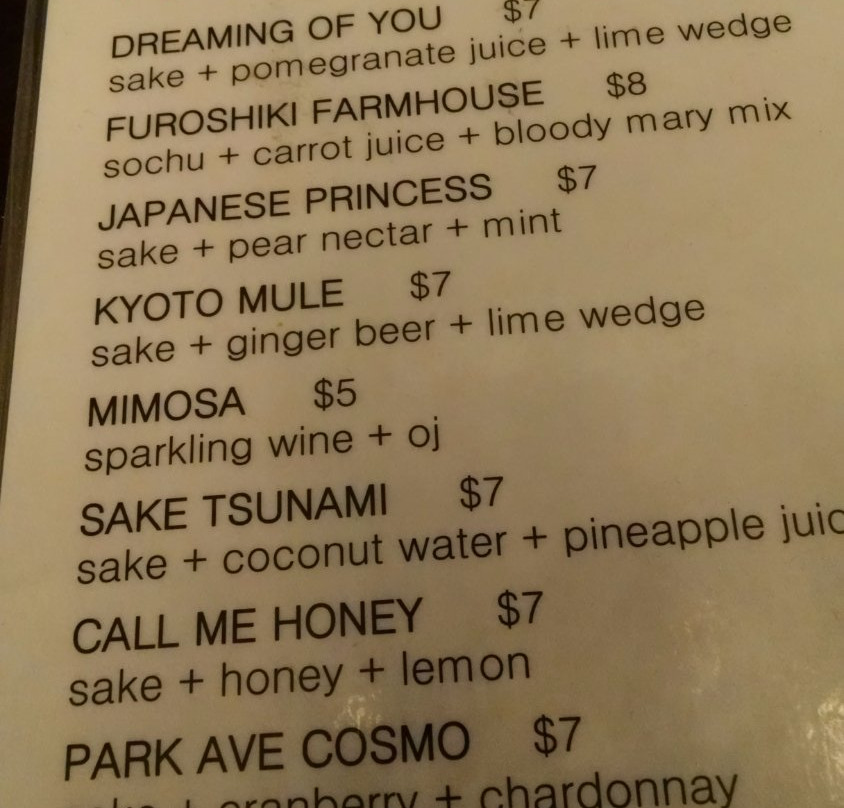 DREAMING OF YOU $7
sake + pomegranate juice + lime wedge
FUROSHIKI FARMHOUSE $8
sochu + carrot juice + bloody mary mix
JAPANESE PRINCESS $7
sake + pear nectar + mint
KYOTO MULE $7
sake + ginger beer + lime wedge
MIMOSA $5
sparkling wine + oj
SAKE TSUNAMI $7
sake + coconut water + pineapple juic
CALL ME HONEY $7
sake + honey + lemon
PARK AVE COSMO $7
+ cranberry + chardonnay